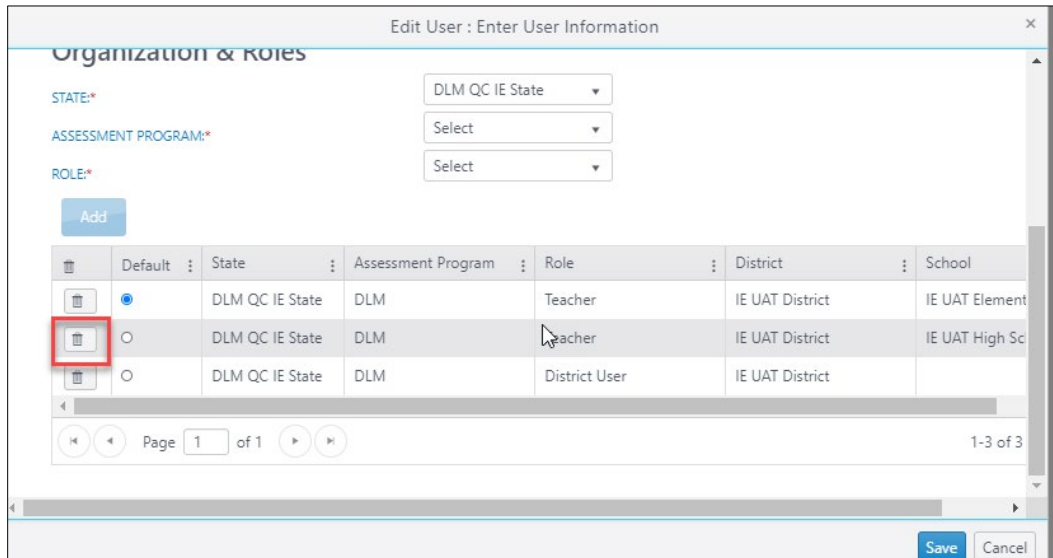 Edit User : Enter User Information
Organization & Roles
STATE:* DLM QC IE State
ASSESSMENT PROGRAM:* Select
ROLE:* Select
Add
Default State Assessment Program Role District School
DLM QC IE State DLM Teacher IE UAT District IE UAT Element
DLM QC IE State DLM Teacher IE UAT District IE UAT High Sc
DLM QC IE State DLM District User IE UAT District
Page 1 of 1 1-3 of 3
Save Cancel